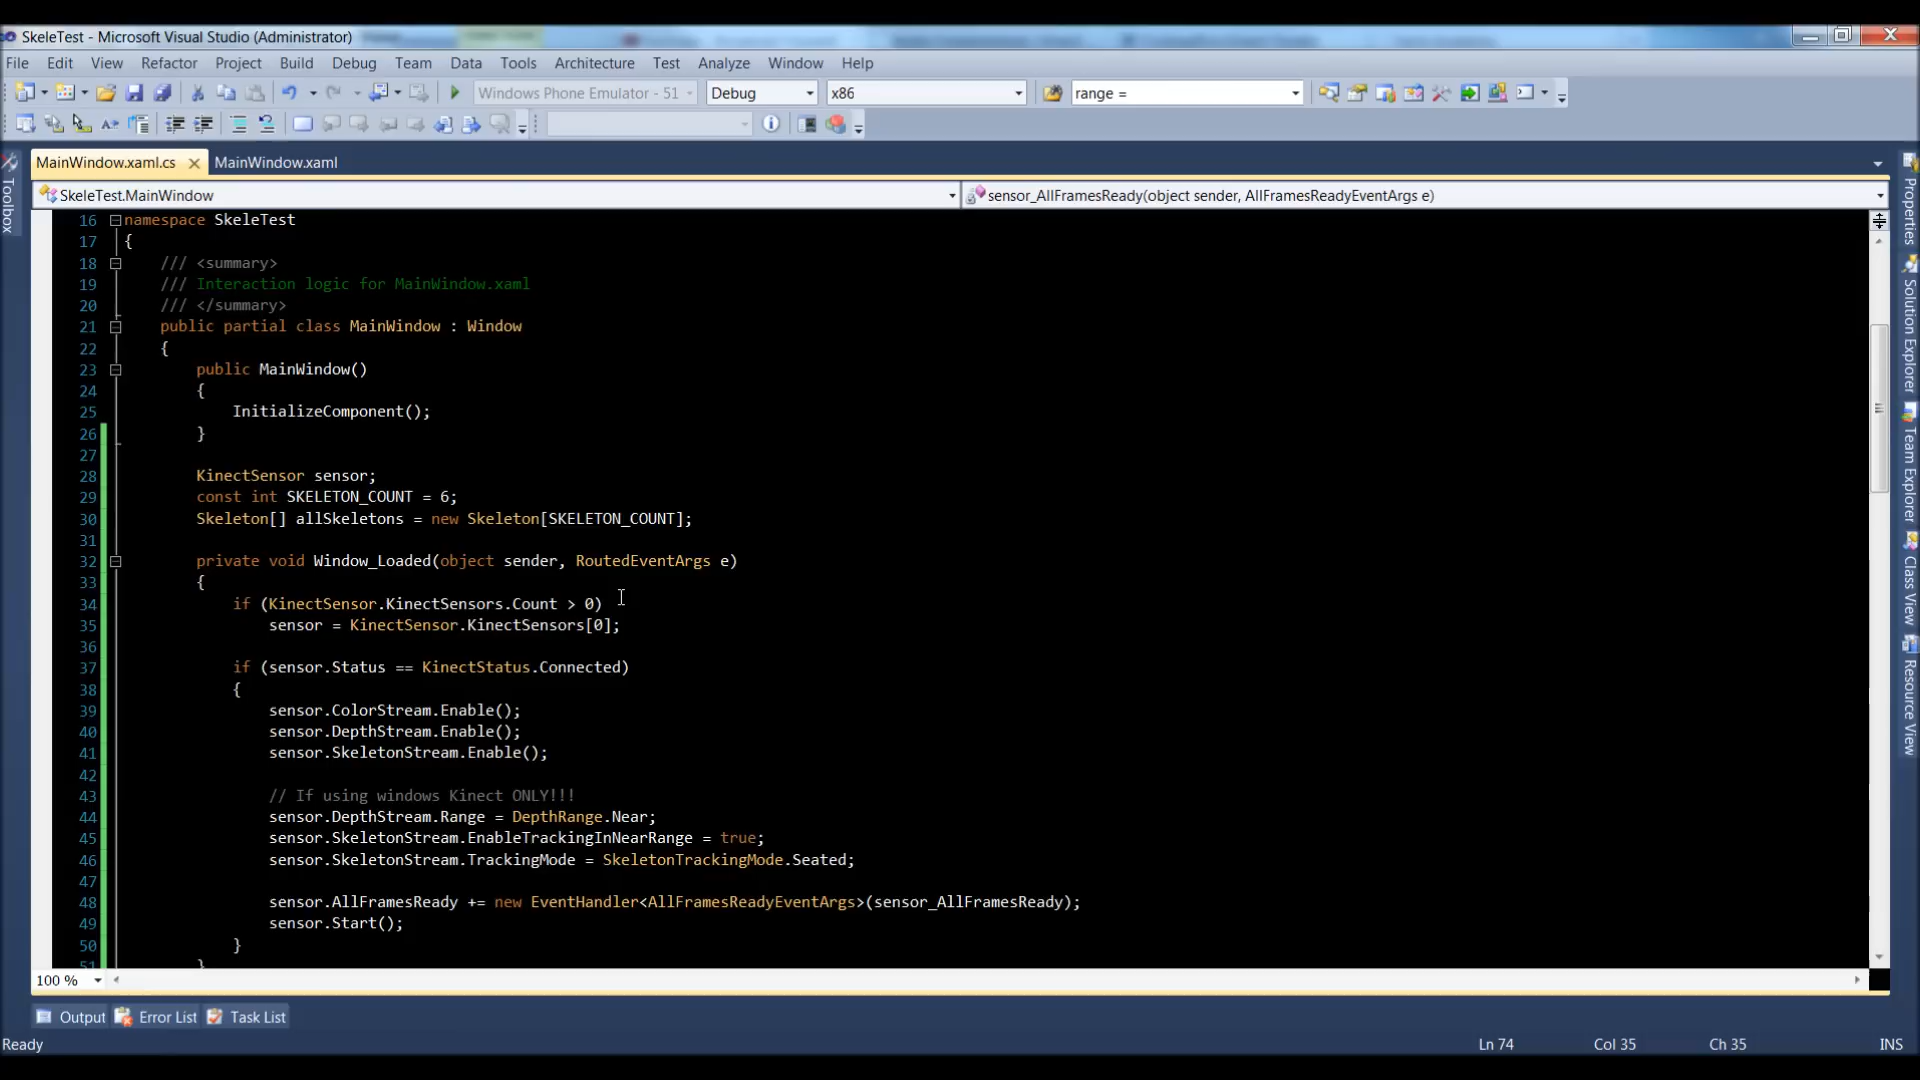 SkeleTest - Microsoft Visual Studio (Administrator)
File Edit View Refactor Project Build Debug Team Data Tools Architecture Test Analyze Window Help
Windows Phone Emulator - 51 Debug x86 range =
MainWindow.xaml.cs MainWindow.xaml
SkeleTest.MainWindow sensor_AllFramesReady(object sender, AllFramesReadyEventArgs e)
16 namespace SkeleTest
17 {
18 /// <summary>
19 /// Interaction logic for MainWindow.xaml
20 /// </summary>
21 public partial class MainWindow : Window
22 {
23 public MainWindow()
24 {
25 InitializeComponent();
26 }
27
28 KinectSensor sensor;
29 const int SKELETON_COUNT = 6;
30 Skeleton[] allSkeletons = new Skeleton[SKELETON_COUNT];
31
32 private void Window_Loaded(object sender, RoutedEventArgs e)
33 {
34 if (KinectSensor.KinectSensors.Count > 0)
35 sensor = KinectSensor.KinectSensors[0];
36
37 if (sensor.Status == KinectStatus.Connected)
38 {
39 sensor.ColorStream.Enable();
40 sensor.DepthStream.Enable();
41 sensor.SkeletonStream.Enable();
42
43 // If using windows Kinect ONLY!!!
44 sensor.DepthStream.Range = DepthRange.Near;
45 sensor.SkeletonStream.EnableTrackingInNearRange = true;
46 sensor.SkeletonStream.TrackingMode = SkeletonTrackingMode.Seated;
47
48 sensor.AllFramesReady += new EventHandler<AllFramesReadyEventArgs>(sensor_AllFramesReady);
49 sensor.Start();
50 }
51 }
100 %
Output Error List Task List
Ready Ln 74 Col 35 Ch 35 INS
Toolbox
Properties
Solution Explorer
Team Explorer
Class View
Resource View